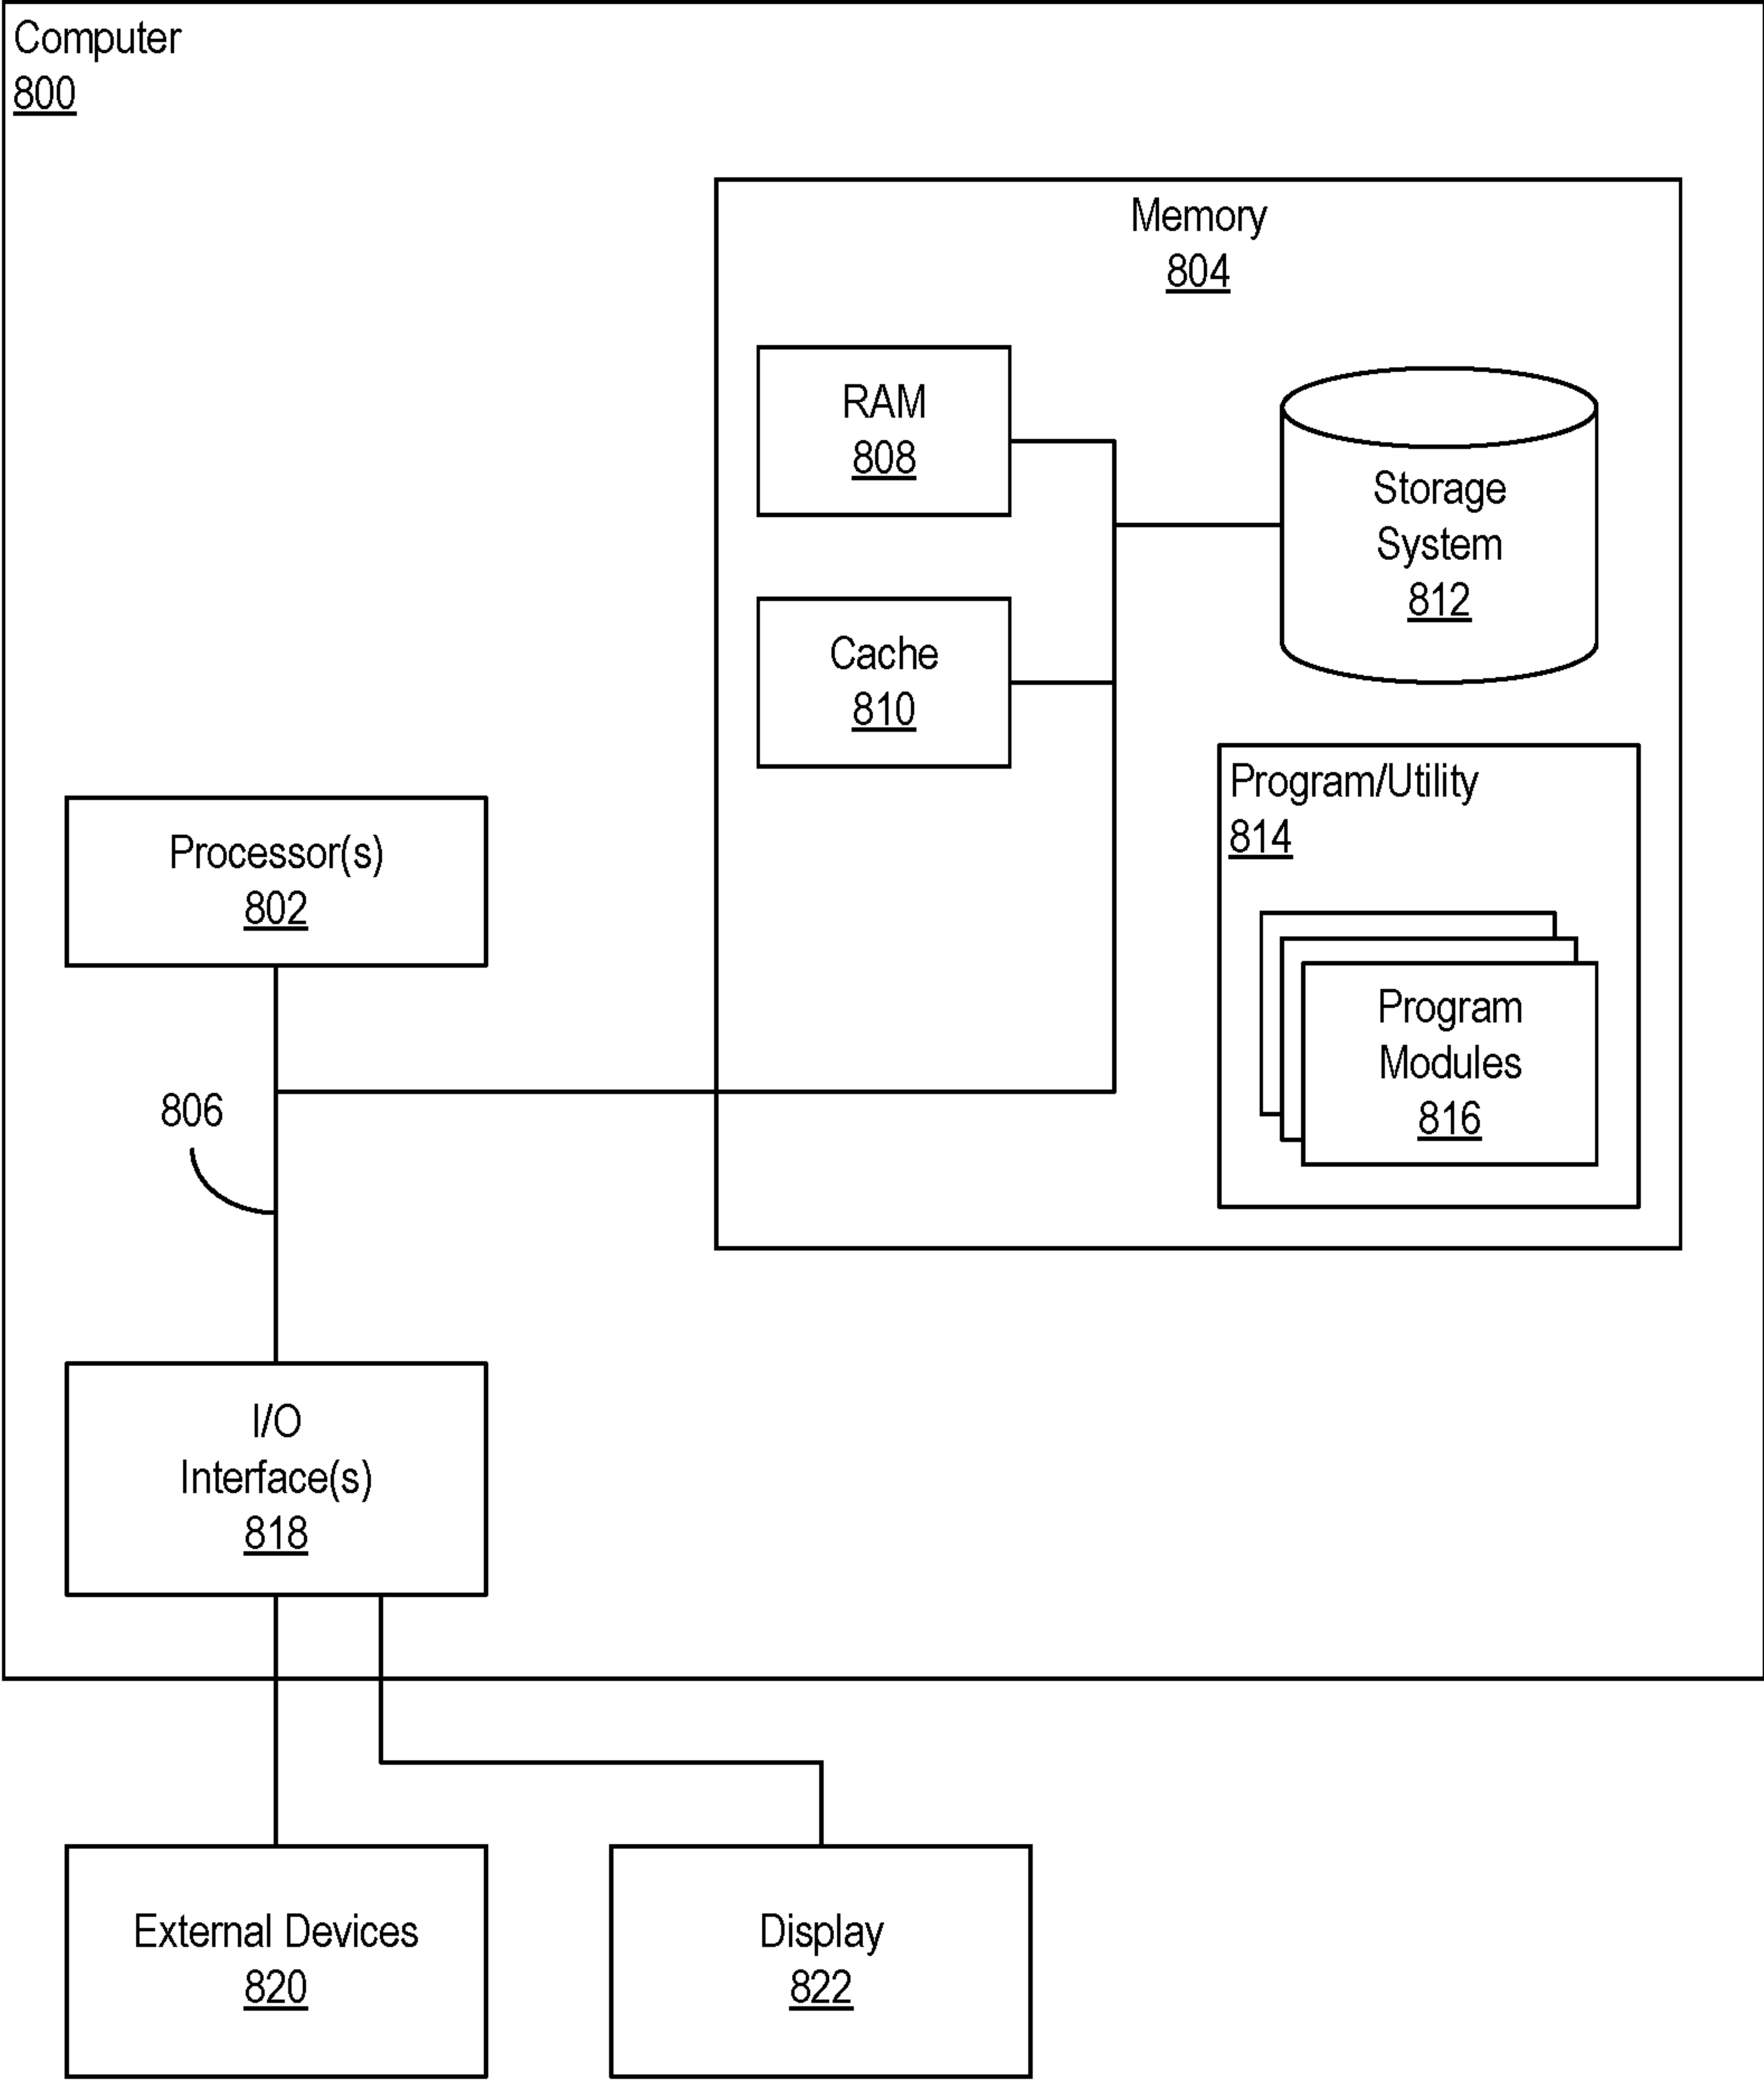 Computer
800
Memory
804
RAM
808
Storage
System
812
Cache
810
Program/Utility
814
Processor(s)
802
Program
Modules
816
806
I/O
Interface(s)
818
External Devices
820
Display
822